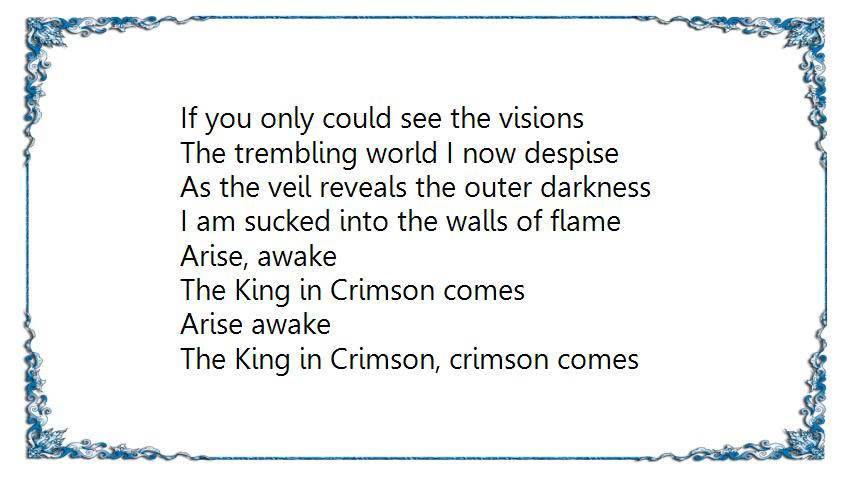 If you only could see the visions
The trembling world I now despise
As the veil reveals the outer darkness
I am sucked into the walls of flame
Arise, awake
The King in Crimson comes
Arise awake
The King in Crimson, crimson comes